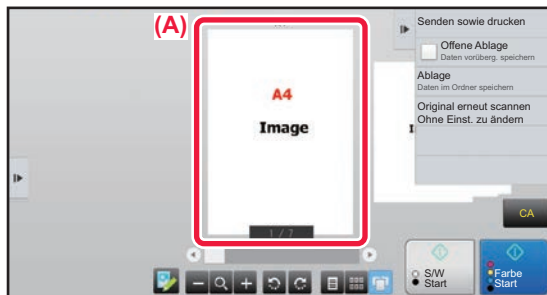 (A)
A4
Image
1 / 7
Senden sowie drucken
Offene Ablage
Daten vorüberg. speichern
Ablage
Daten im Ordner speichern
Original erneut scannen
Ohne Einst. zu ändern
CA
S/W
Start
Farbe
Start